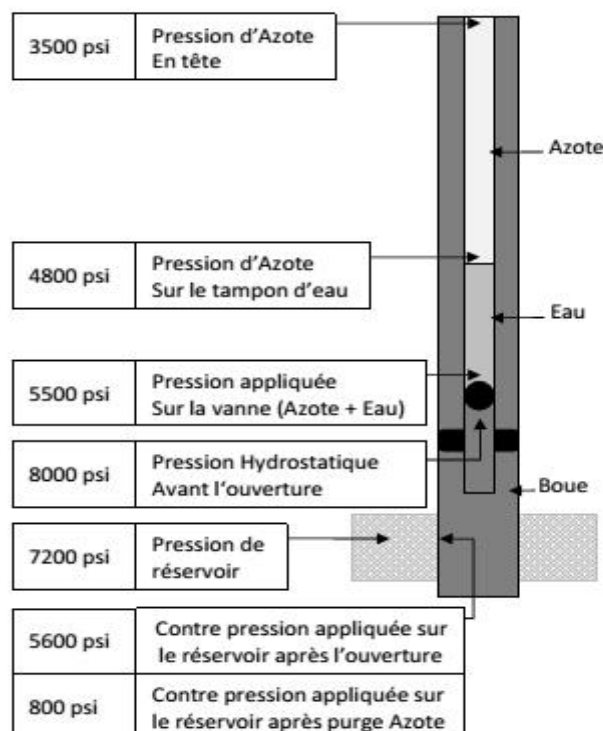 3500 psi
Pression d’Azote
En tête
Azote
4800 psi
Pression d’Azote
Sur le tampon d’eau
Eau
5500 psi
Pression appliquée
Sur la vanne (Azote + Eau)
8000 psi
Pression Hydrostatique
Avant l’ouverture
Boue
7200 psi
Pression de
réservoir
5600 psi
Contre pression appliquée sur
le réservoir après l’ouverture
800 psi
Contre pression appliquée sur
le réservoir après purge Azote